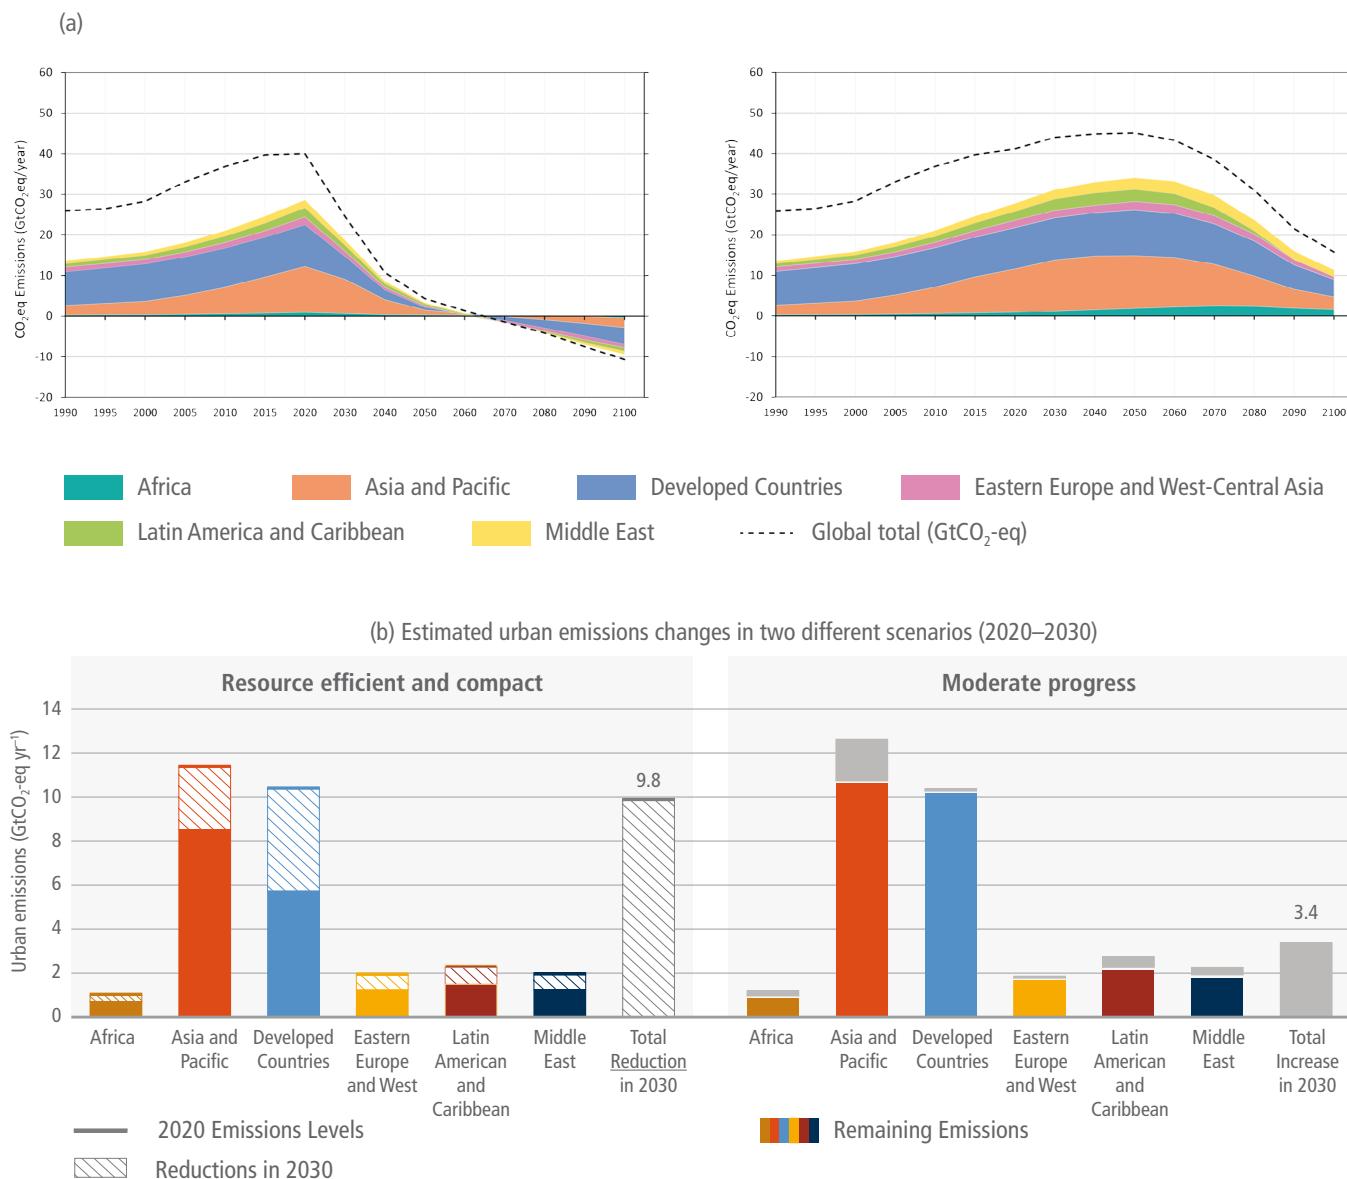 (a)
CO₂eq Emissions (GtCO₂eq/year)
60
50
40
30
20
10
0
-10
-20
1990 1995 2000 2005 2010 2015 2020 2030 2040 2050 2060 2070 2080 2090 2100
CO₂eq Emissions (GtCO₂eq/year)
60
50
40
30
20
10
0
-10
-20
1990 1995 2000 2005 2010 2015 2020 2030 2040 2050 2060 2070 2080 2090 2100
Africa
Asia and Pacific
Developed Countries
Eastern Europe and West-Central Asia
Latin America and Caribbean
Middle East
Global total (GtCO₂-eq)
(b) Estimated urban emissions changes in two different scenarios (2020–2030)
Resource efficient and compact
Moderate progress
Urban emissions (GtCO₂-eq yr⁻¹)
14
12
10
8
6
4
2
0
9.8
3.4
Africa
Asia and
Pacific
Developed
Countries
Eastern
Europe
and West
Latin
American
and
Caribbean
Middle
East
Total
Reduction
in 2030
Africa
Asia and
Pacific
Developed
Countries
Eastern
Europe
and West
Latin
American
and
Caribbean
Middle
East
Total
Increase
in 2030
2020 Emissions Levels
Remaining Emissions
Reductions in 2030